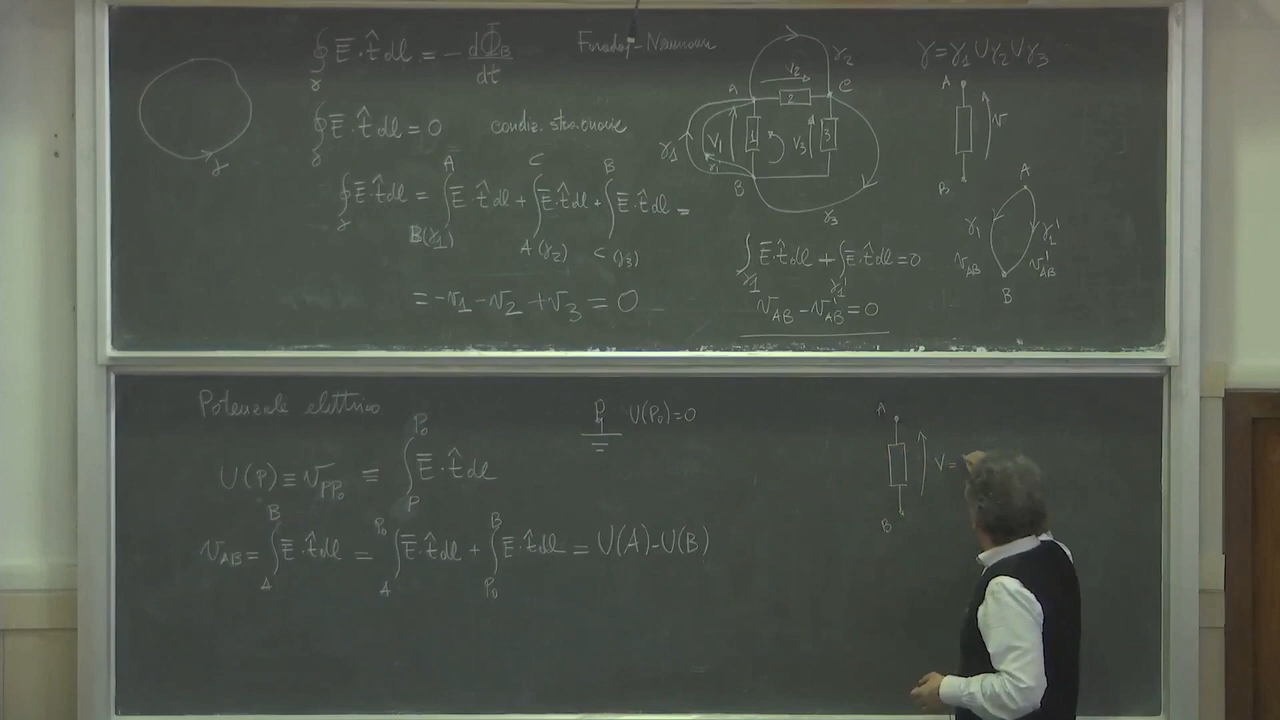 ∮γ E̅·t̂ dl = − dΦ_B/dt
Faraday-Neumann
γ = γ1 ∪ γ2 ∪ γ3
γ
∮γ E̅·t̂ dl = 0
condiz. stazionarie
∮γ E̅·t̂ dl = ∫_{B(γ1)}^{A} E̅·t̂ dl + ∫_{A(γ2)}^{C} E̅·t̂ dl + ∫_{C(γ3)}^{B} E̅·t̂ dl =
= −v1 − v2 + v3 = 0
γ2
V2
A
C
2
γ1
V1
1
V3
3
γ1'
B
γ3
∫γ1 E̅·t̂ dl + ∫γ1' E̅·t̂ dl = 0
v_AB − v'_AB = 0
A
v
B
A
γ1
γ1'
v_AB
v'_AB
B
Potenziale elettrico
U(P) ≡ v_PP0 ≡ ∫_{P}^{P0} E̅·t̂ dl
P0
U(P0)=0
v_AB = ∫_{A}^{B} E̅·t̂ dl = ∫_{A}^{P0} E̅·t̂ dl + ∫_{P0}^{B} E̅·t̂ dl = U(A)−U(B)
A
V=
B